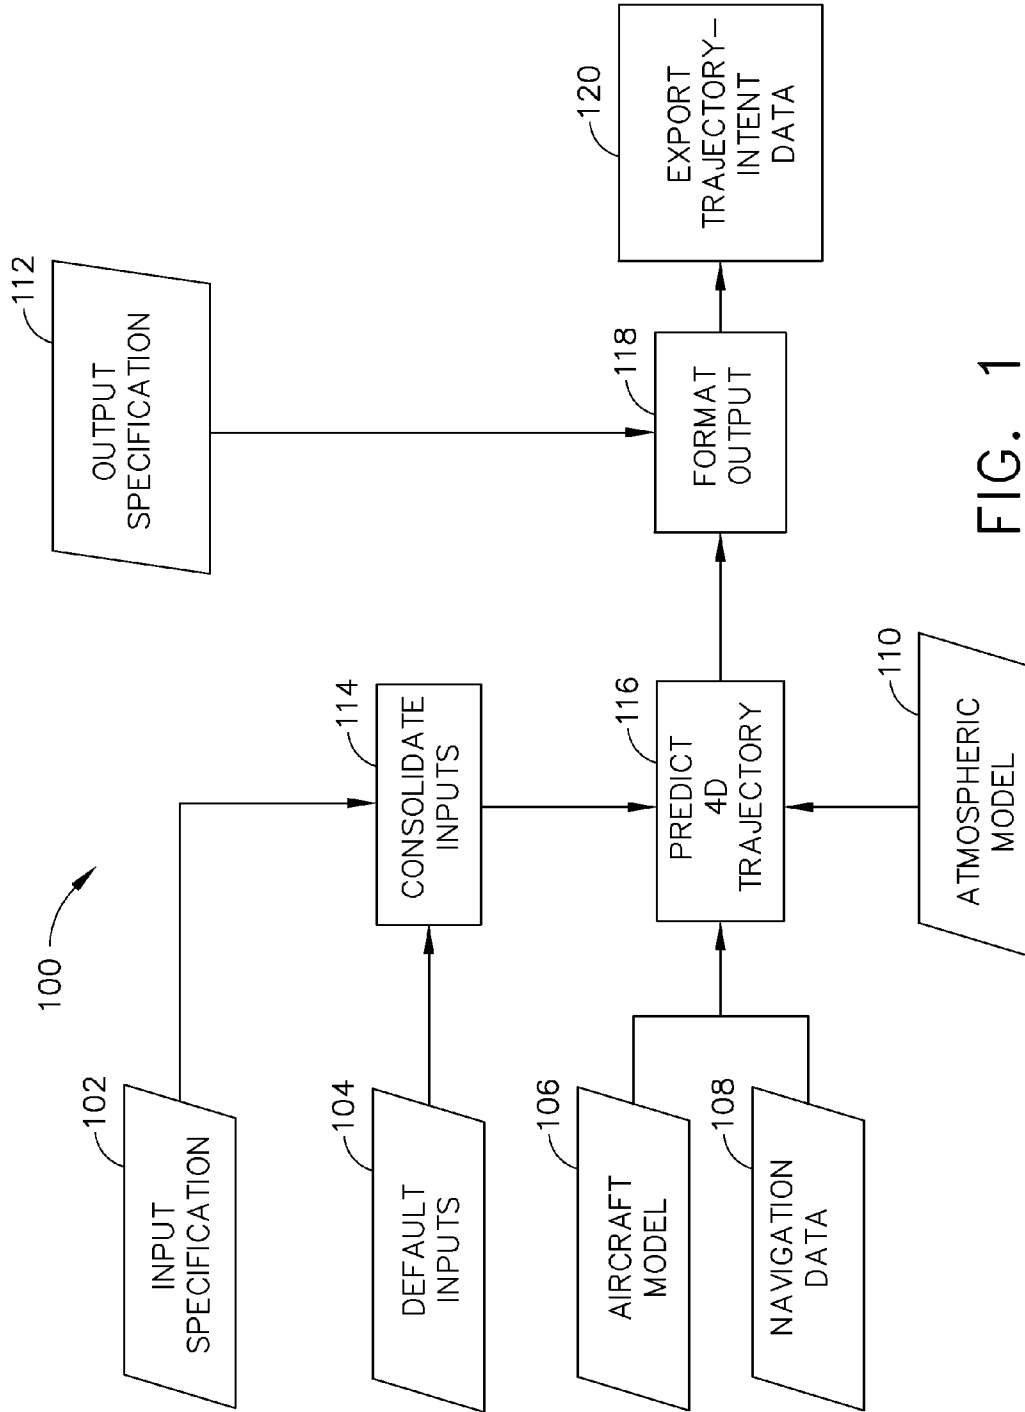 100
102
INPUT
SPECIFICATION
104
DEFAULT
INPUTS
106
AIRCRAFT
MODEL
108
NAVIGATION
DATA
114
CONSOLIDATE
INPUTS
116
PREDICT
4D
TRAJECTORY
110
ATMOSPHERIC
MODEL
112
OUTPUT
SPECIFICATION
118
FORMAT
OUTPUT
120
EXPORT
TRAJECTORY–
INTENT
DATA
FIG. 1